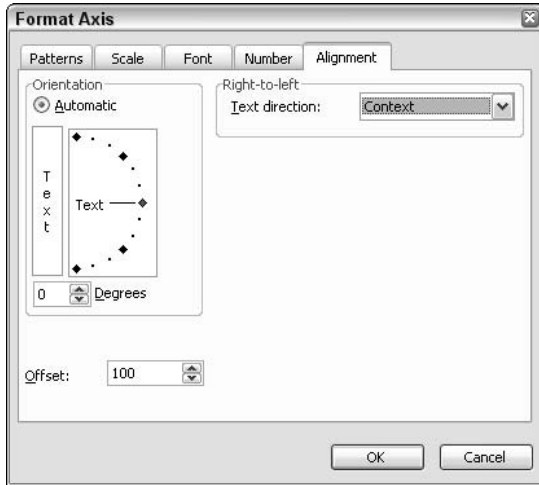 Format Axis
Patterns Scale Font Number Alignment
Orientation
Automatic
Text
Text
0 Degrees
Right-to-left
Text direction: Context
Offset: 100
OK Cancel